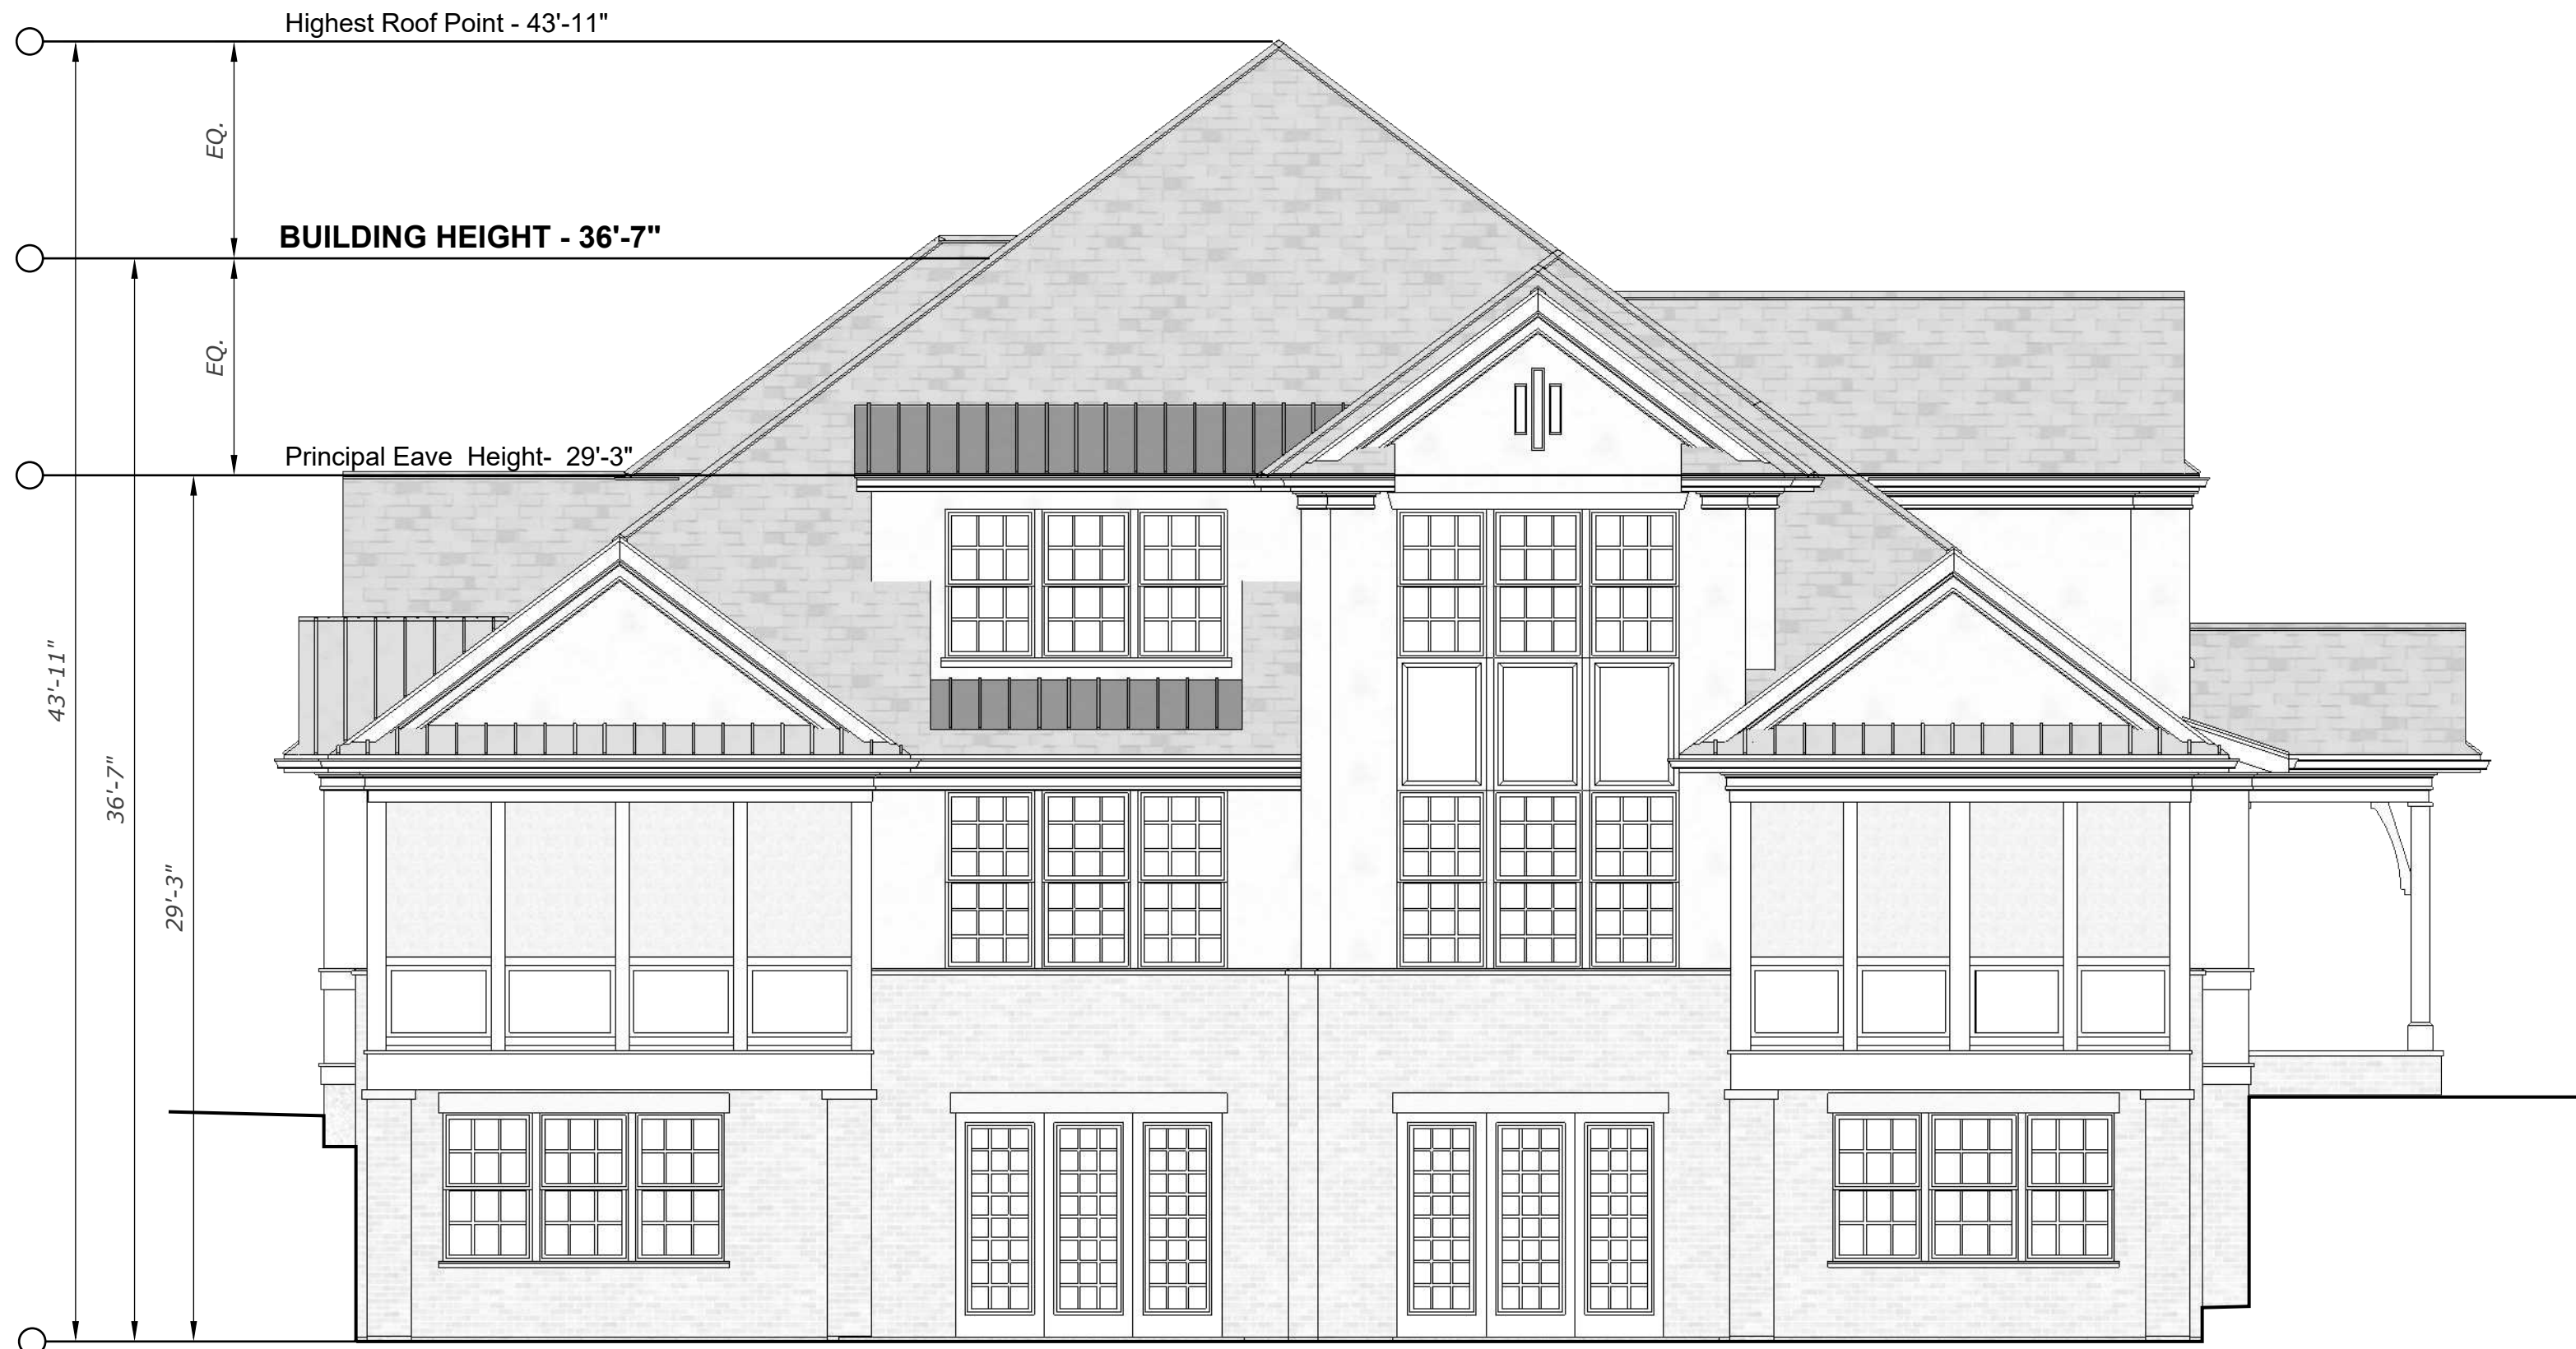 Highest Roof Point - 43'-11"
EQ.
BUILDING HEIGHT - 36'-7"
EQ.
Principal Eave Height- 29'-3"
43'-11"
36'-7"
29'-3"